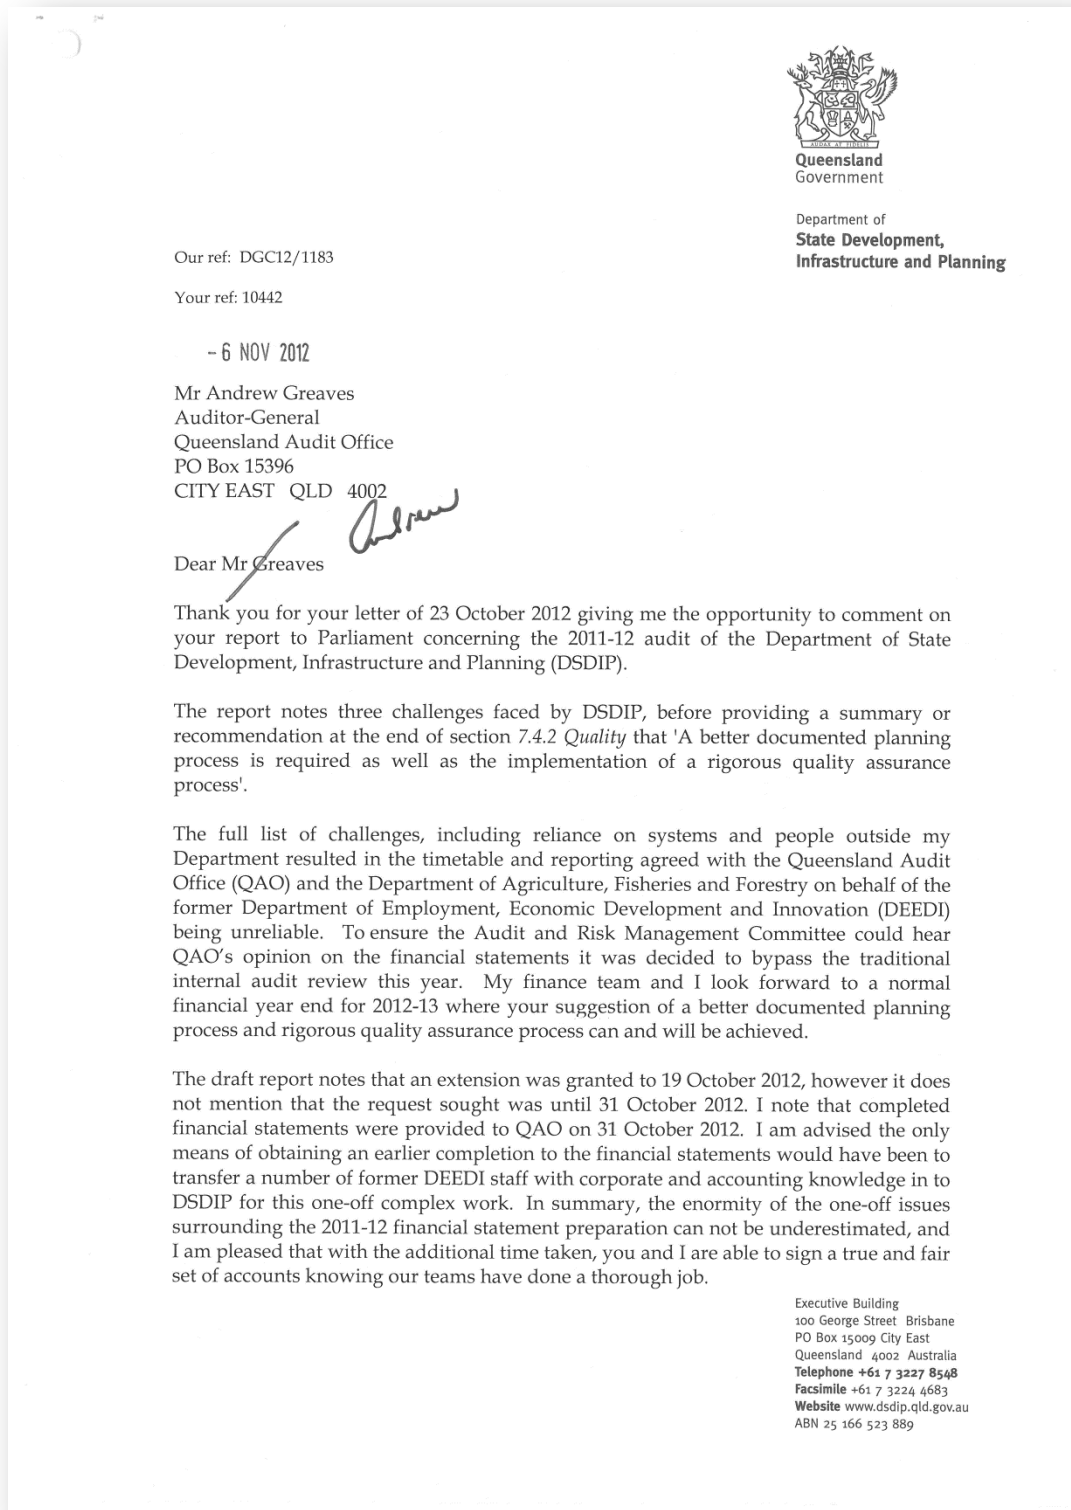 AUDAX AT FIDELIS
Queensland
Government
Department of
State Development,
Infrastructure and Planning
Our ref: DGC12/1183
Your ref: 10442
- 6 NOV 2012
Mr Andrew Greaves
Auditor-General
Queensland Audit Office
PO Box 15396
CITY EAST QLD 4002
Andrew
Dear Mr Greaves
Thank you for your letter of 23 October 2012 giving me the opportunity to comment on
your report to Parliament concerning the 2011-12 audit of the Department of State
Development, Infrastructure and Planning (DSDIP).
The report notes three challenges faced by DSDIP, before providing a summary or
recommendation at the end of section 7.4.2 Quality that 'A better documented planning
process is required as well as the implementation of a rigorous quality assurance
process'.
The full list of challenges, including reliance on systems and people outside my
Department resulted in the timetable and reporting agreed with the Queensland Audit
Office (QAO) and the Department of Agriculture, Fisheries and Forestry on behalf of the
former Department of Employment, Economic Development and Innovation (DEEDI)
being unreliable. To ensure the Audit and Risk Management Committee could hear
QAO's opinion on the financial statements it was decided to bypass the traditional
internal audit review this year. My finance team and I look forward to a normal
financial year end for 2012-13 where your suggestion of a better documented planning
process and rigorous quality assurance process can and will be achieved.
The draft report notes that an extension was granted to 19 October 2012, however it does
not mention that the request sought was until 31 October 2012. I note that completed
financial statements were provided to QAO on 31 October 2012. I am advised the only
means of obtaining an earlier completion to the financial statements would have been to
transfer a number of former DEEDI staff with corporate and accounting knowledge in to
DSDIP for this one-off complex work. In summary, the enormity of the one-off issues
surrounding the 2011-12 financial statement preparation can not be underestimated, and
I am pleased that with the additional time taken, you and I are able to sign a true and fair
set of accounts knowing our teams have done a thorough job.
Executive Building
100 George Street Brisbane
PO Box 15009 City East
Queensland 4002 Australia
Telephone +61 7 3227 8548
Facsimile +61 7 3224 4683
Website www.dsdip.qld.gov.au
ABN 25 166 523 889